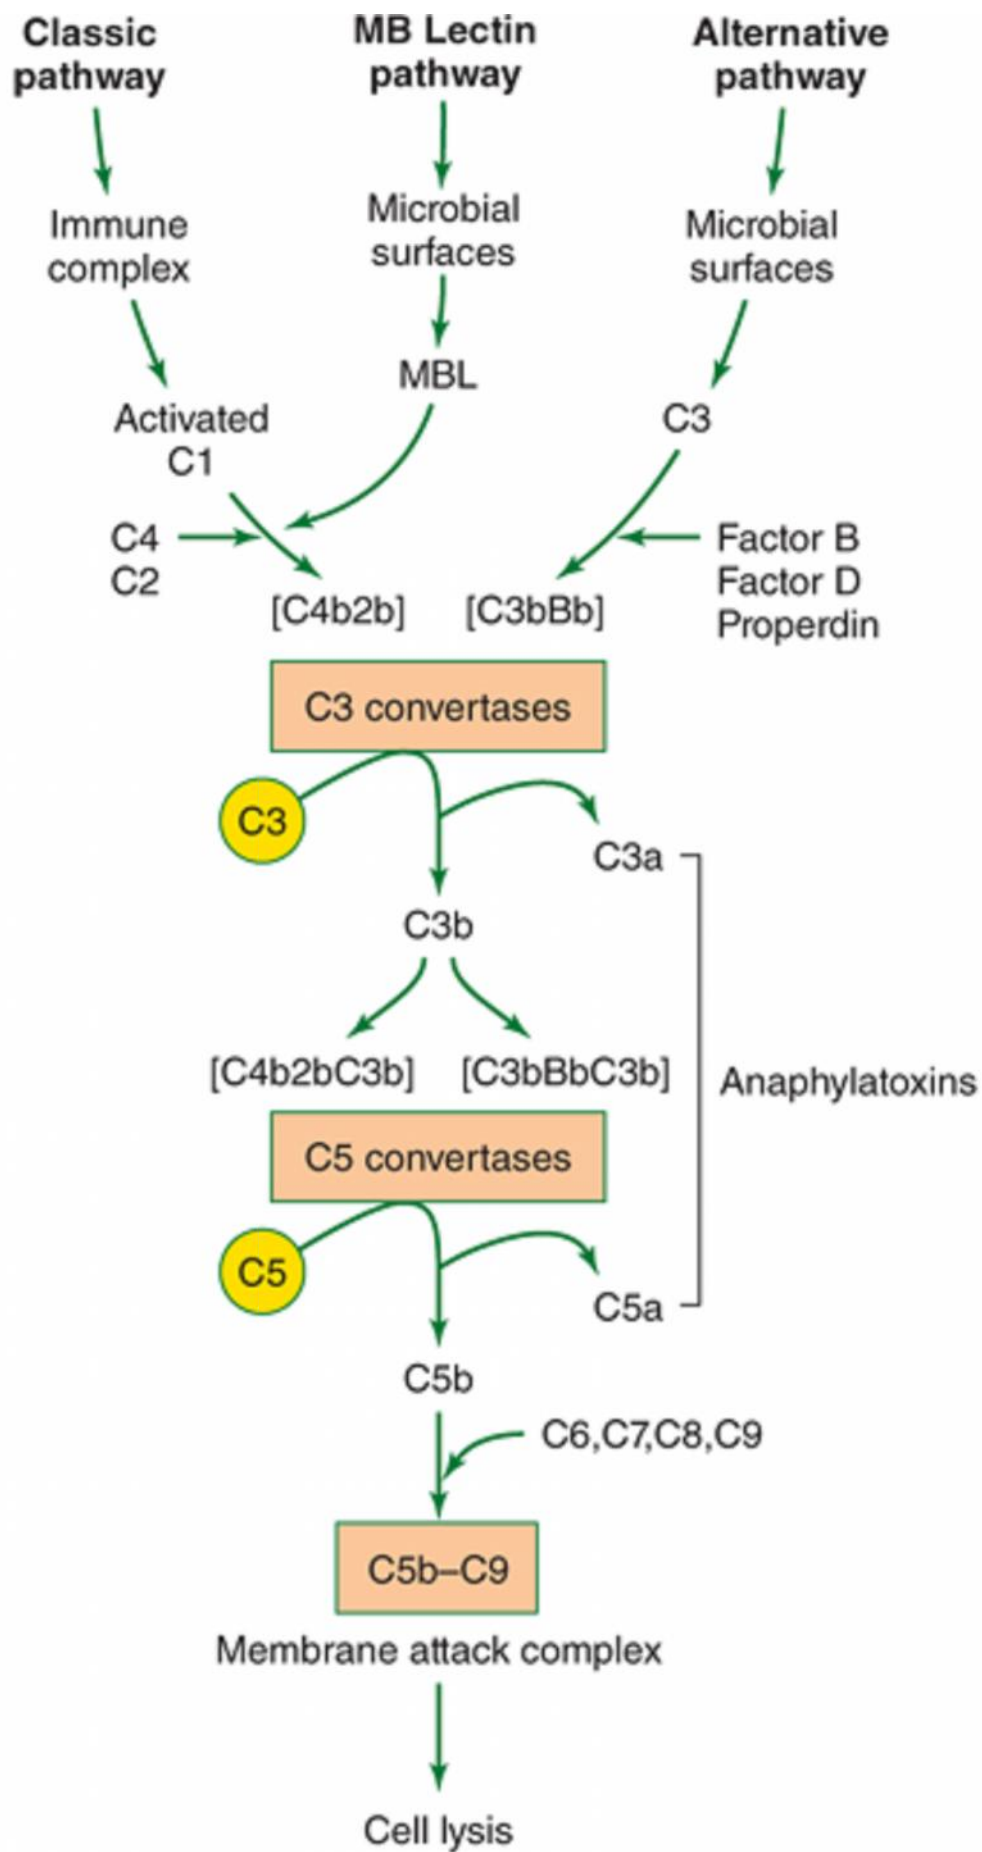 Classic
pathway
MB Lectin
pathway
Alternative
pathway
Immune
complex
Microbial
surfaces
Microbial
surfaces
MBL
Activated
C1
C3
C4
C2
Factor B
Factor D
Properdin
[C4b2b]
[C3bBb]
C3 convertases
C3
C3a
C3b
[C4b2bC3b]
[C3bBbC3b]
Anaphylatoxins
C5 convertases
C5
C5a
C5b
C6,C7,C8,C9
C5b–C9
Membrane attack complex
Cell lysis